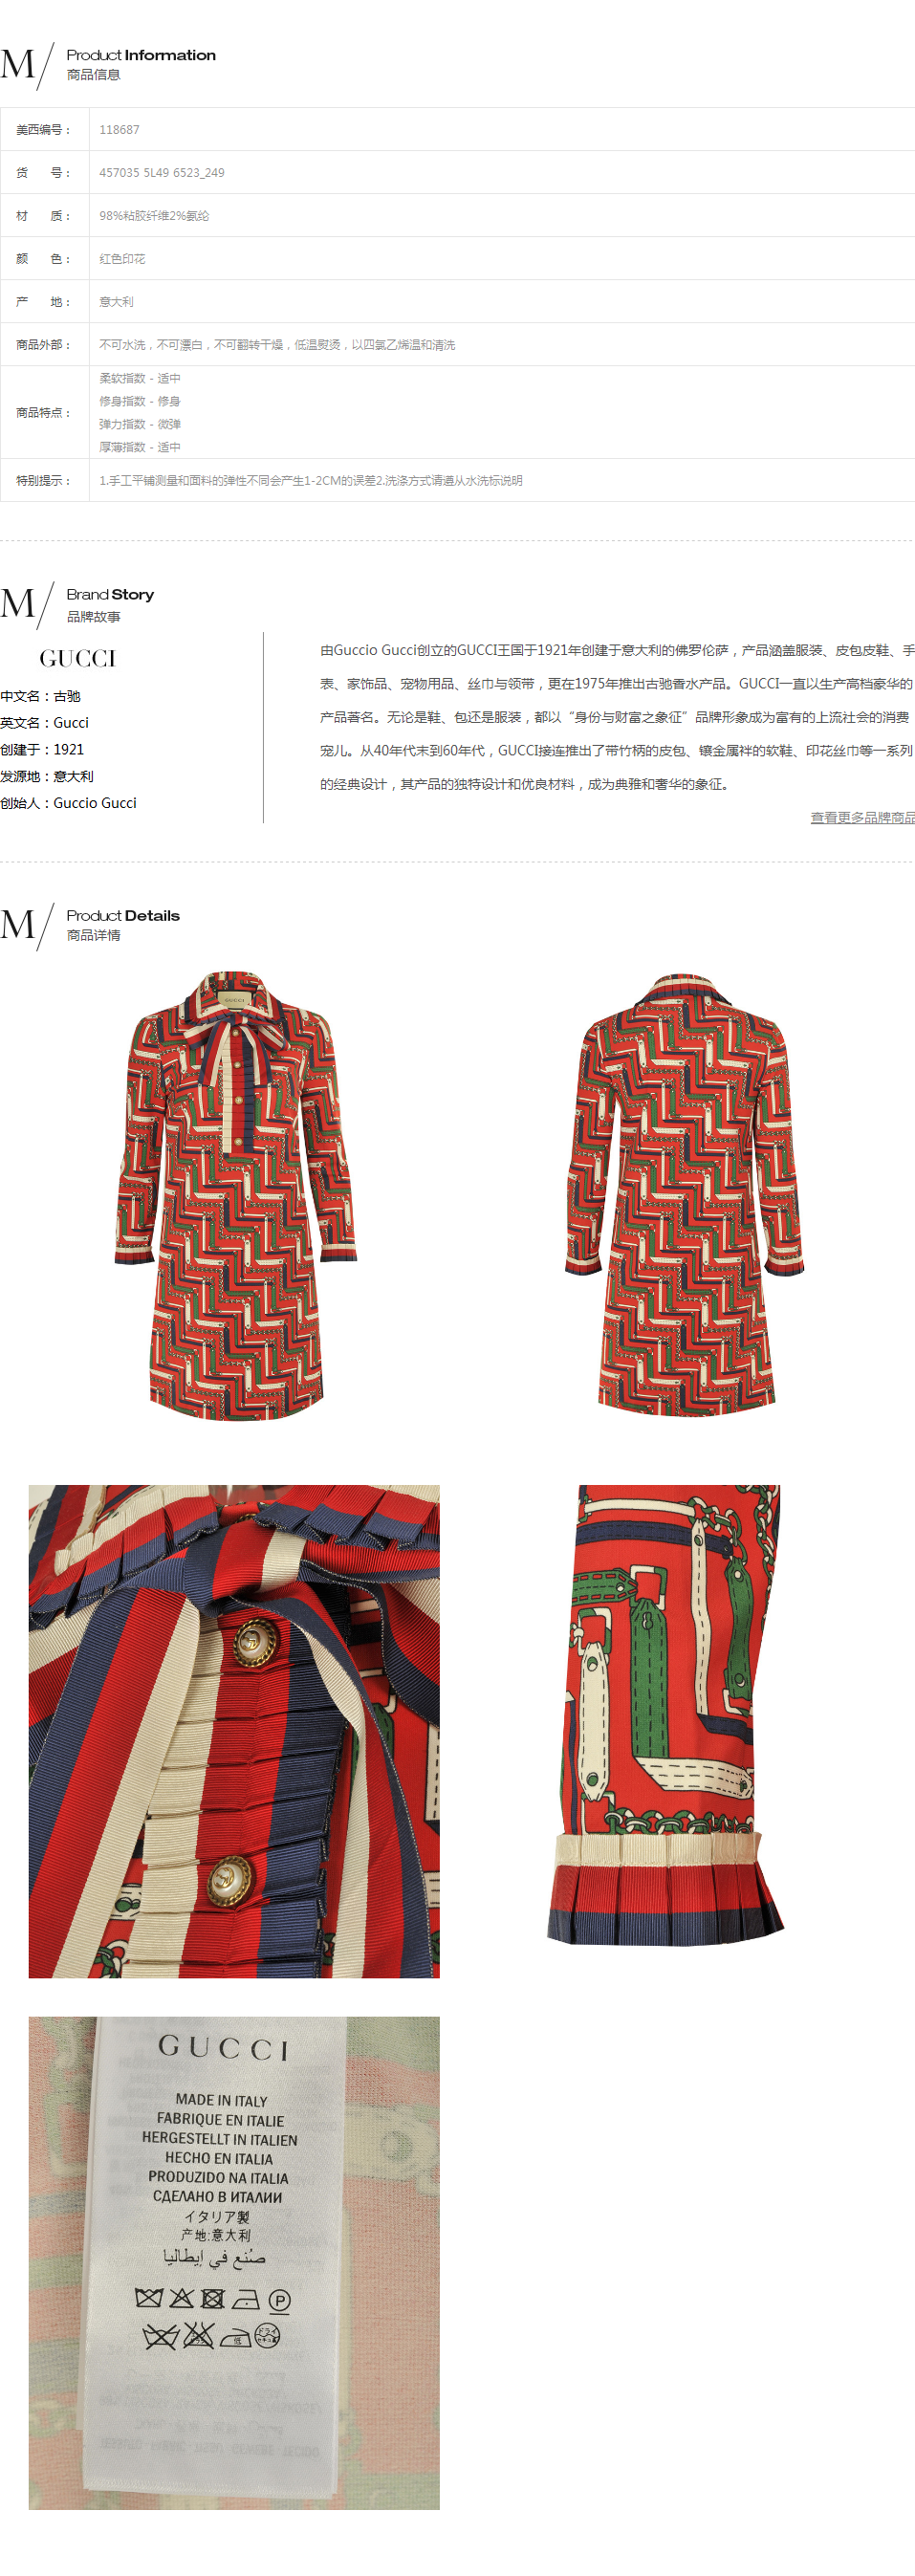 M/ Product Information
商品信息
美西编号： 118687
货 号： 457035 5L49 6523_249
材 质： 98%粘胶纤维2%氨纶
颜 色： 红色印花
产 地： 意大利
商品外部： 不可水洗，不可漂白，不可翻转干燥，低温熨烫，以四氯乙烯温和清洗
商品特点：
柔软指数 - 适中
修身指数 - 修身
弹力指数 - 微弹
厚薄指数 - 适中
特别提示： 1.手工平铺测量和面料的弹性不同会产生1-2CM的误差2.洗涤方式请遵从水洗标说明
M/ Brand Story
品牌故事
GUCCI
中文名：古驰
英文名：Gucci
创建于：1921
发源地：意大利
创始人：Guccio Gucci
由Guccio Gucci创立的GUCCI王国于1921年创建于意大利的佛罗伦萨，产品涵盖服装、皮包皮鞋、手
表、家饰品、宠物用品、丝巾与领带，更在1975年推出古驰香水产品。GUCCI一直以生产高档豪华的
产品著名。无论是鞋、包还是服装，都以“身份与财富之象征”品牌形象成为富有的上流社会的消费
宠儿。从40年代末到60年代，GUCCI接连推出了带竹柄的皮包、镶金属袢的软鞋、印花丝巾等一系列
的经典设计，其产品的独特设计和优良材料，成为典雅和奢华的象征。
查看更多品牌商品
M/ Product Details
商品详情
GUCCI
GUCCI
MADE IN ITALY
FABRIQUE EN ITALIE
HERGESTELLT IN ITALIEN
HECHO EN ITALIA
PRODUZIDO NA ITALIA
СДЕЛАНО В ИТАЛИИ
イタリア製
产地:意大利
صنع في إيطاليا
P
低 ドライ